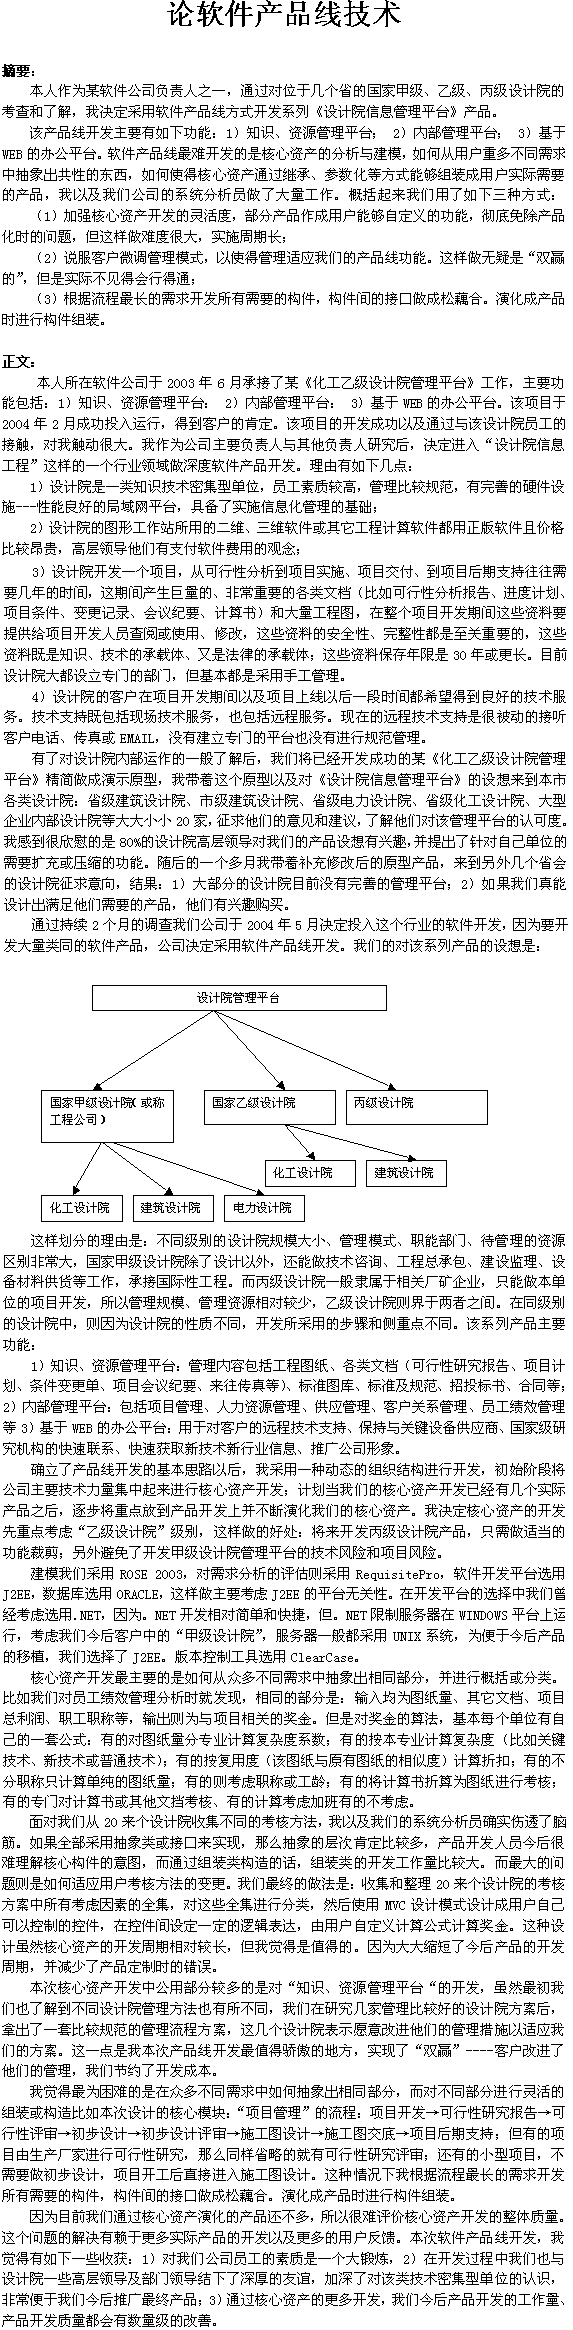 论软件产品线技术
摘要：
本人作为某软件公司负责人之一，通过对位于几个省的国家甲级、乙级、丙级设计院的
考查和了解，我决定采用软件产品线方式开发系列《设计院信息管理平台》产品。
该产品线开发主要有如下功能：1）知识、资源管理平台； 2）内部管理平台； 3）基于
WEB 的办公平台。软件产品线最难开发的是核心资产的分析与建模，如何从用户重多不同需求
中抽象出共性的东西，如何使得核心资产通过继承、参数化等方式能够组装成用户实际需要
的产品，我以及我们公司的系统分析员做了大量工作。概括起来我们用了如下三种方式：
（1）加强核心资产开发的灵活度，部分产品作成用户能够自定义的功能，彻底免除产品
化时的问题，但这样做难度很大，实施周期长；
（2）说服客户微调管理模式，以使得管理适应我们的产品线功能。这样做无疑是“双赢
的”，但是实际不见得会行得通；
（3）根据流程最长的需求开发所有需要的构件，构件间的接口做成松藕合。演化成产品
时进行构件组装。
正文：
本人所在软件公司于 2003 年 6 月承接了某《化工乙级设计院管理平台》工作，主要功
能包括：1）知识、资源管理平台： 2）内部管理平台： 3）基于 WEB 的办公平台。该项目于
2004 年 2 月成功投入运行，得到客户的肯定。该项目的开发成功以及通过与该设计院员工的
接触，对我触动很大。我作为公司主要负责人与其他负责人研究后，决定进入“设计院信息
工程”这样的一个行业领域做深度软件产品开发。理由有如下几点：
1）设计院是一类知识技术密集型单位，员工素质较高，管理比较规范，有完善的硬件设
施---性能良好的局域网平台，具备了实施信息化管理的基础；
2）设计院的图形工作站所用的二维、三维软件或其它工程计算软件都用正版软件且价格
比较昂贵，高层领导他们有支付软件费用的观念；
3）设计院开发一个项目，从可行性分析到项目实施、项目交付、到项目后期支持往往需
要几年的时间，这期间产生巨量的、非常重要的各类文档（比如可行性分析报告、进度计划、
项目条件、变更记录、会议纪要、计算书）和大量工程图，在整个项目开发期间这些资料要
提供给项目开发人员查阅或使用、修改，这些资料的安全性、完整性都是至关重要的，这些
资料既是知识、技术的承载体、又是法律的承载体；这些资料保存年限是 30 年或更长。目前
设计院大都设立专门的部门，但基本都是采用手工管理。
4）设计院的客户在项目开发期间以及项目上线以后一段时间都希望得到良好的技术服
务。技术支持既包括现场技术服务，也包括远程服务。现在的远程技术支持是很被动的接听
客户电话、传真或 EMAIL，没有建立专门的平台也没有进行规范管理。
有了对设计院内部运作的一般了解后，我们将已经开发成功的某《化工乙级设计院管理
平台》精简做成演示原型，我带着这个原型以及对《设计院信息管理平台》的设想来到本市
各类设计院：省级建筑设计院、市级建筑设计院、省级电力设计院、省级化工设计院、大型
企业内部设计院等大大小小 20 家，征求他们的意见和建议，了解他们对该管理平台的认可度。
我感到很欣慰的是 80%的设计院高层领导对我们的产品设想有兴趣，并提出了针对自己单位的
需要扩充或压缩的功能。随后的一个多月我带着补充修改后的原型产品，来到另外几个省会
的设计院征求意向，结果：1）大部分的设计院目前没有完善的管理平台；2）如果我们真能
设计出满足他们需要的产品，他们有兴趣购买。
通过持续 2 个月的调查我们公司于 2004 年 5 月决定投入这个行业的软件开发，因为要开
发大量类同的软件产品，公司决定采用软件产品线开发。我们的对该系列产品的设想是：
设计院管理平台
国家甲级设计院（或称
工程公司）
国家乙级设计院
丙级设计院
化工设计院
建筑设计院
化工设计院
建筑设计院
电力设计院
这样划分的理由是：不同级别的设计院规模大小、管理模式、职能部门、待管理的资源
区别非常大，国家甲级设计院除了设计以外，还能做技术咨询、工程总承包、建设监理、设
备材料供货等工作，承接国际性工程。而丙级设计院一般隶属于相关厂矿企业，只能做本单
位的项目开发，所以管理规模、管理资源相对较少，乙级设计院则界于两者之间。在同级别
的设计院中，则因为设计院的性质不同，开发所采用的步骤和侧重点不同。该系列产品主要
功能：
1）知识、资源管理平台：管理内容包括工程图纸、各类文档（可行性研究报告、项目计
划、条件变更单、项目会议纪要、来往传真等）、标准图库、标准及规范、招投标书、合同等；
2）内部管理平台：包括项目管理、人力资源管理、供应管理、客户关系管理、员工绩效管理
等 3）基于 WEB 的办公平台：用于对客户的远程技术支持、保持与关键设备供应商、国家级研
究机构的快速联系、快速获取新技术新行业信息、推广公司形象。
确立了产品线开发的基本思路以后，我采用一种动态的组织结构进行开发，初始阶段将
公司主要技术力量集中起来进行核心资产开发；计划当我们的核心资产开发已经有几个实际
产品之后，逐步将重点放到产品开发上并不断演化我们的核心资产。我决定核心资产的开发
先重点考虑“乙级设计院”级别，这样做的好处：将来开发丙级设计院产品，只需做适当的
功能裁剪；另外避免了开发甲级设计院管理平台的技术风险和项目风险。
建模我们采用 ROSE 2003，对需求分析的评估则采用 RequisitePro，软件开发平台选用
J2EE，数据库选用 ORACLE，这样做主要考虑 J2EE 的平台无关性。在开发平台的选择中我们曾
经考虑选用.NET，因为。NET 开发相对简单和快捷，但。NET 限制服务器在 WINDOWS 平台上运
行，考虑我们今后客户中的“甲级设计院”，服务器一般都采用 UNIX 系统，为便于今后产品
的移植，我们选择了 J2EE。版本控制工具选用 ClearCase。
核心资产开发最主要的是如何从众多不同需求中抽象出相同部分，并进行概括或分类。
比如我们对员工绩效管理分析时就发现，相同的部分是：输入均为图纸量、其它文档、项目
总利润、职工职称等，输出则为与项目相关的奖金。但是对奖金的算法，基本每个单位有自
己的一套公式：有的对图纸量分专业计算复杂度系数；有的按本专业计算复杂度（比如关键
技术、新技术或普通技术）；有的按复用度（该图纸与原有图纸的相似度）计算折扣；有的不
分职称只计算单纯的图纸量；有的则考虑职称或工龄；有的将计算书折算为图纸进行考核；
有的专门对计算书或其他文挡考核、有的计算考虑加班有的不考虑。
面对我们从 20 来个设计院收集不同的考核方法，我以及我们的系统分析员确实伤透了脑
筋。如果全部采用抽象类或接口来实现，那么抽象的层次肯定比较多，产品开发人员今后很
难理解核心构件的意图，而通过组装类构造的话，组装类的开发工作量比较大。而最大的问
题则是如何适应用户考核方法的变更。我们最终的做法是：收集和整理 20 来个设计院的考核
方案中所有考虑因素的全集，对这些全集进行分类，然后使用 MVC 设计模式设计成用户自己
可以控制的控件，在控件间设定一定的逻辑表达，由用户自定义计算公式计算奖金。这种设
计虽然核心资产的开发周期相对较长，但我觉得是值得的。因为大大缩短了今后产品的开发
周期，并减少了产品定制时的错误。
本次核心资产开发中公用部分较多的是对“知识、资源管理平台“的开发，虽然最初我
们也了解到不同设计院管理方法也有所不同，我们在研究几家管理比较好的设计院方案后，
拿出了一套比较规范的管理流程方案，这几个设计院表示愿意改进他们的管理措施以适应我
们的方案。这一点是我本次产品线开发最值得骄傲的地方，实现了“双赢”----客户改进了
他们的管理，我们节约了开发成本。
我觉得最为困难的是在众多不同需求中如何抽象出相同部分，而对不同部分进行灵活的
组装或构造比如本次设计的核心模块：“项目管理”的流程：项目开发→可行性研究报告→可
行性评审→初步设计→初步设计评审→施工图设计→施工图交底→项目后期支持；但有的项
目由生产厂家进行可行性研究，那么同样省略的就有可行性研究评审；还有的小型项目，不
需要做初步设计，项目开工后直接进入施工图设计。这种情况下我根据流程最长的需求开发
所有需要的构件，构件间的接口做成松藕合。演化成产品时进行构件组装。
因为目前我们通过核心资产演化的产品还不多，所以很难评价核心资产开发的整体质量。
这个问题的解决有赖于更多实际产品的开发以及更多的用户反馈。本次软件产品线开发，我
觉得有如下一些收获：1）对我们公司员工的素质是一个大锻炼，2）在开发过程中我们也与
设计院一些高层领导及部门领导结下了深厚的友谊，加深了对该类技术密集型单位的认识，
非常便于我们今后推广最终产品；3）通过核心资产的更多开发，我们今后产品开发的工作量、
产品开发质量都会有数量级的改善。